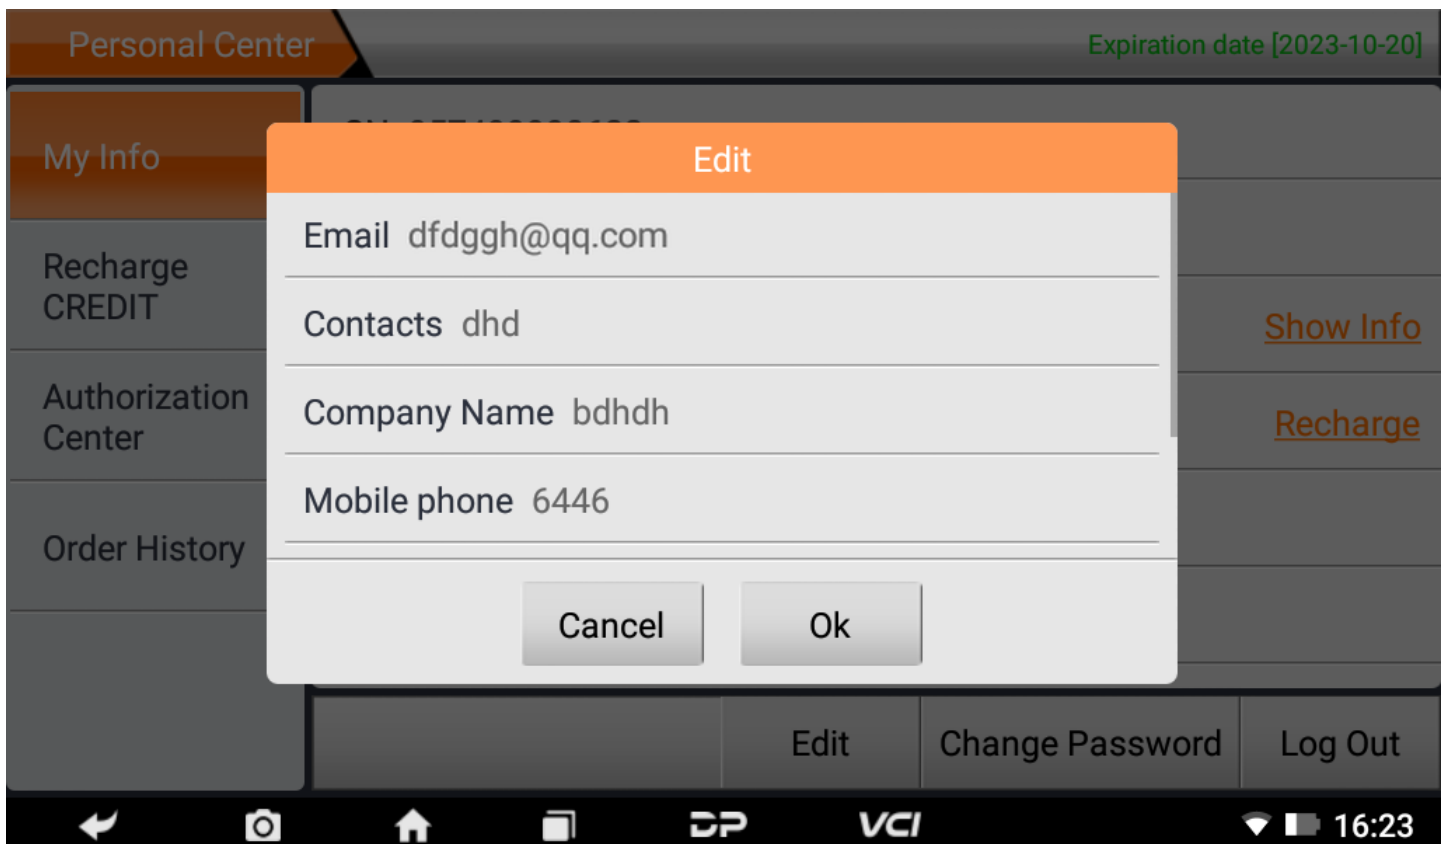 Personal Center
Expiration date [2023-10-20]
My Info
Recharge
CREDIT
Authorization
Center
Order History
Edit
Email dfdggh@qq.com
Contacts dhd
Company Name bdhdh
Mobile phone 6446
Cancel
Ok
Show Info
Recharge
Edit
Change Password
Log Out
DP
VCI
16:23